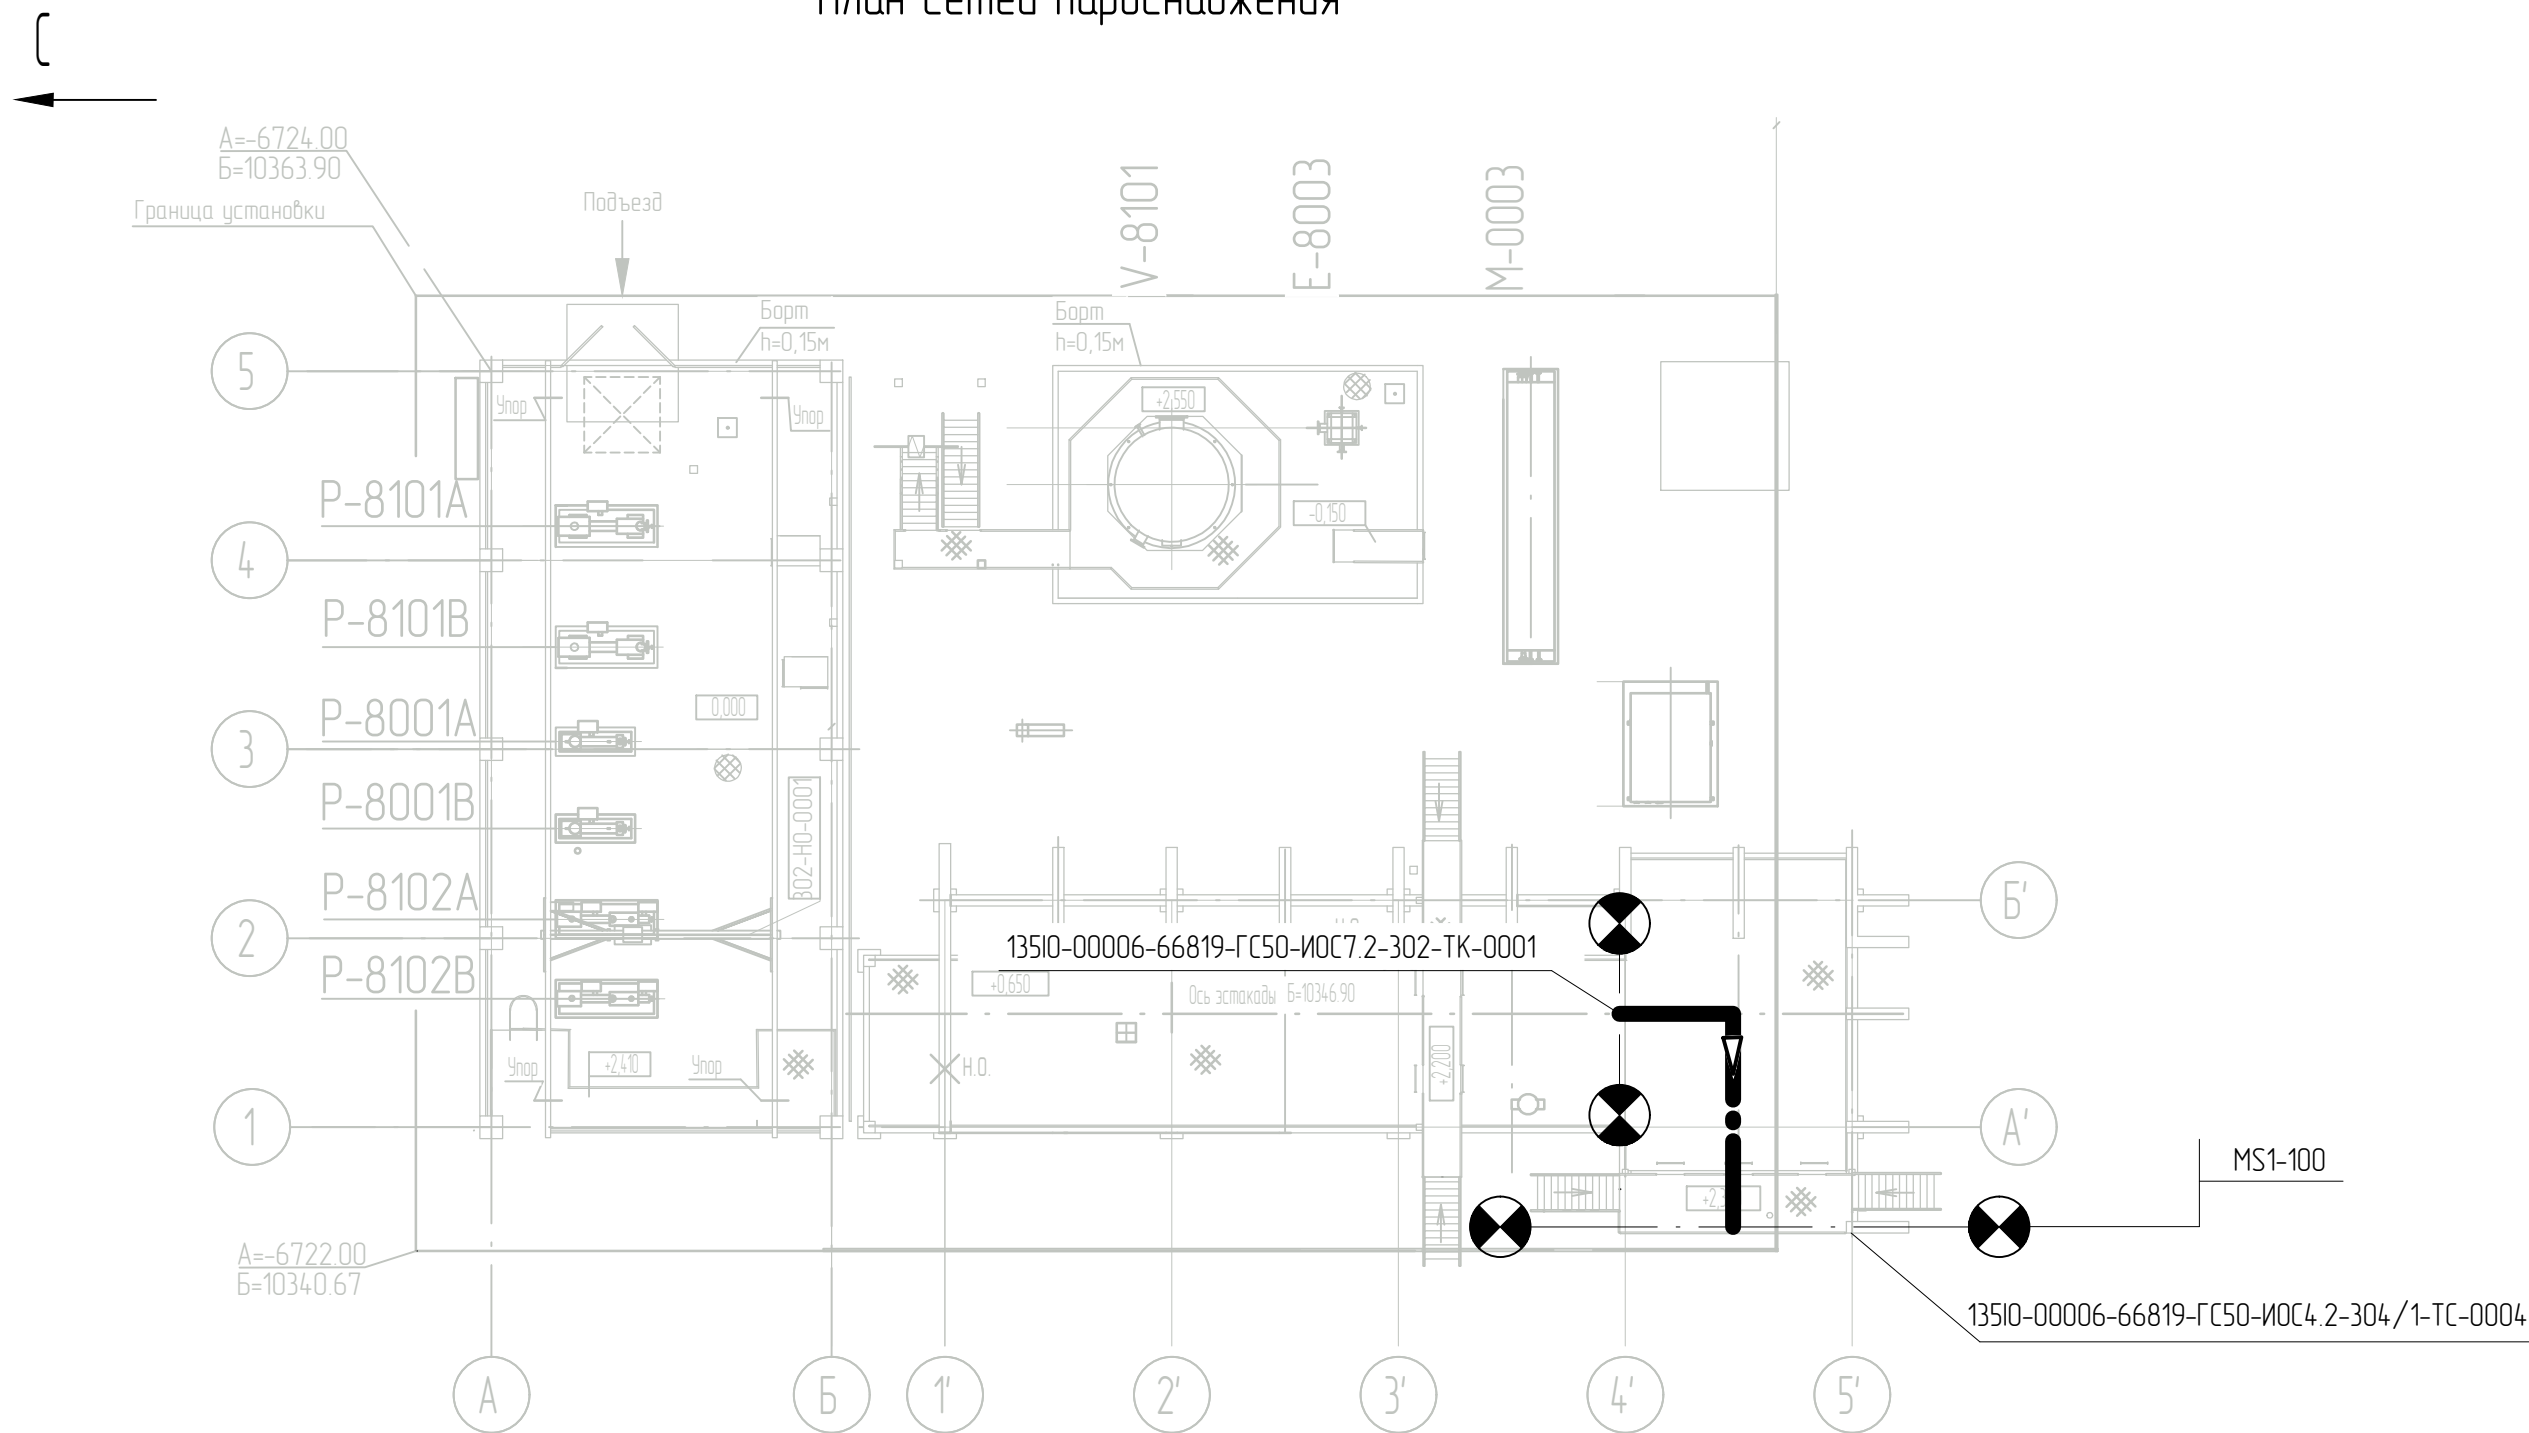 План сетей пароснабжения
С
А=-6724.00
Б=10363.90
Граница установки
Подъезд
V-8101
E-8003
M-0003
Борт
h=0,15м
Борт
h=0,15м
5
Упор
Упор
+2,550
P-8101A
-0,150
4
P-8101B
P-8001A
0,000
3
P-8001B
302-НО-0001
P-8102A
Б'
2
13510-00006-66819-ГС50-ИОС7.2-302-ТК-0001
P-8102B
+0,650
Ось эстакады Б=10346.90
Упор
+2,410
Упор
Н.О.
+2,200
1
А'
MS1-100
А=-6722.00
Б=10340.67
13510-00006-66819-ГС50-ИОС4.2-304/1-ТС-0004
А
Б
1'
2'
3'
4'
5'